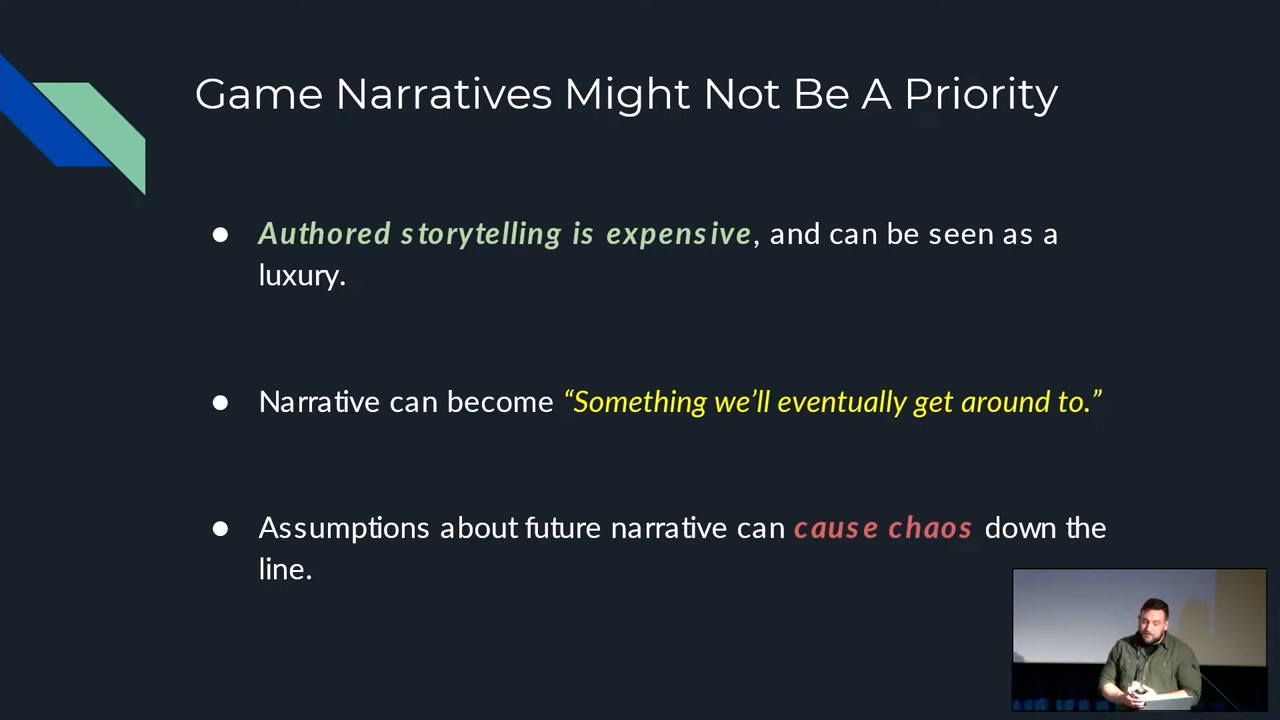 Game Narratives Might Not Be A Priority
● Authored storytelling is expensive, and can be seen as a
luxury.
● Narrative can become “Something we’ll eventually get around to.”
● Assumptions about future narrative can cause chaos down the
line.